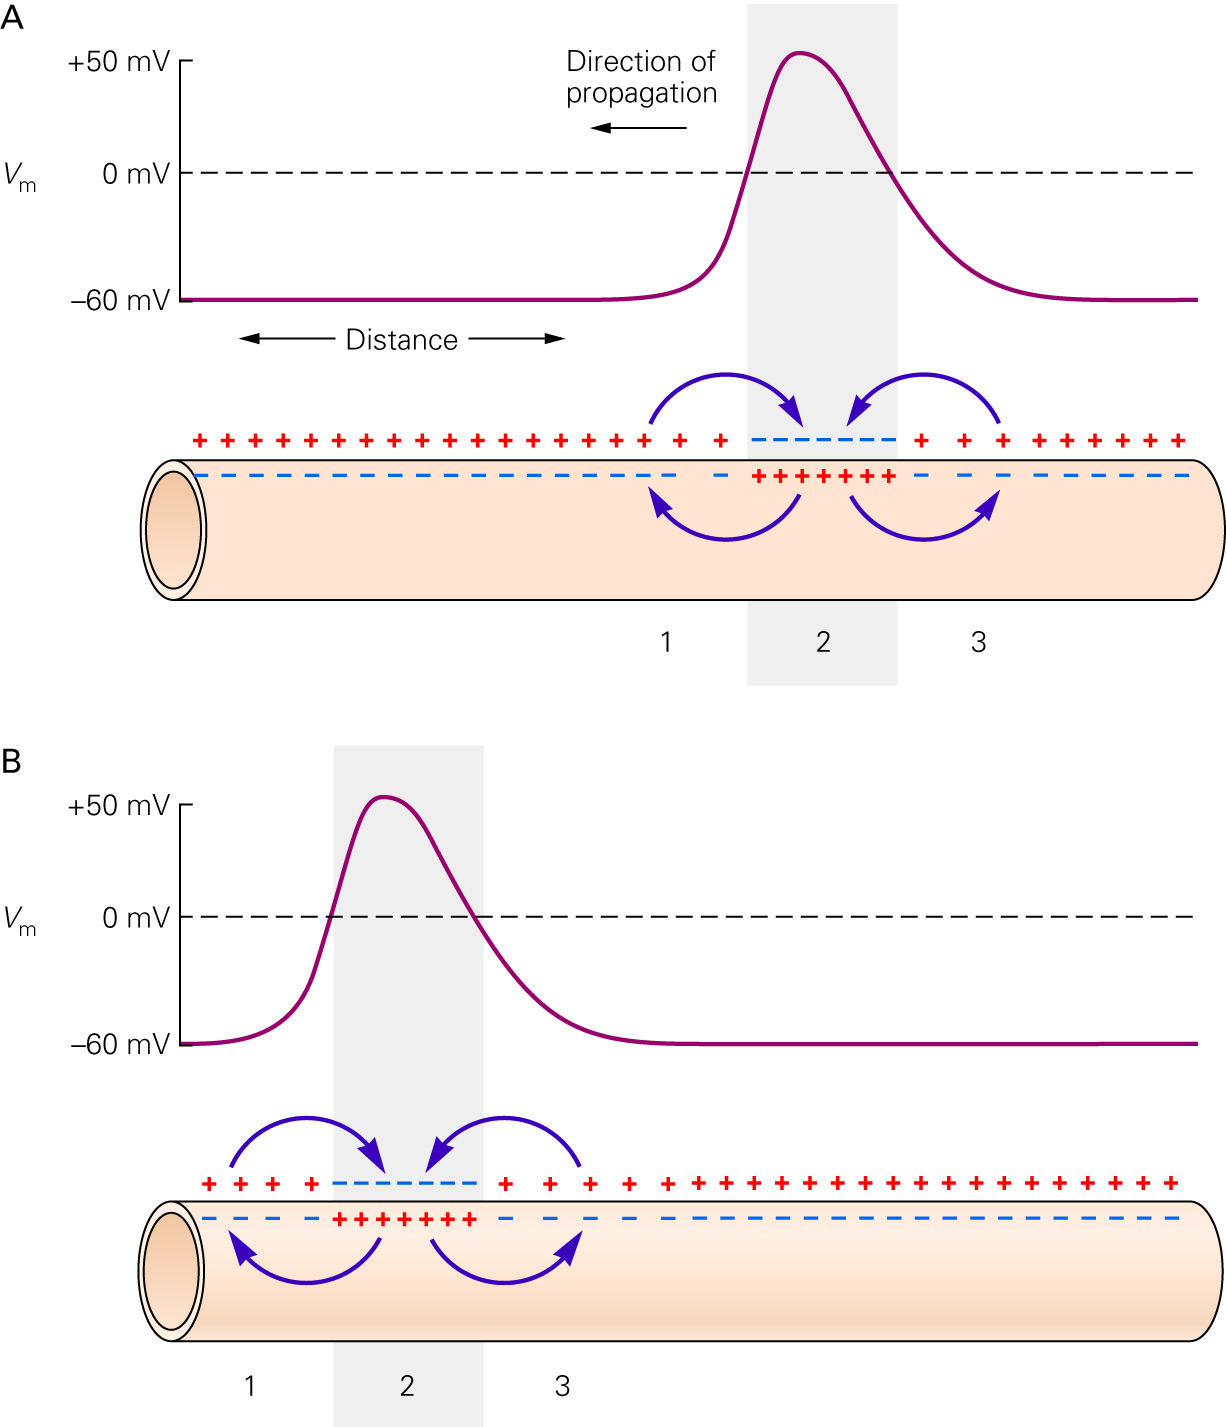 A
+50 mV
Direction of
propagation
Vm
0 mV
–60 mV
Distance
+ + + + + + + + + + + + + + + + + + + – – – – – – – + + + + + + + + +
– – – – – – – – – – – – – – – – – – – + + + + + + + – – – – – – – – –
1 2 3
B
+50 mV
Vm
0 mV
–60 mV
+ + + + – – – – – – – + + + + + + + + + + + + + + + + + + + + + + +
– – – – + + + + + + + – – – – – – – – – – – – – – – – – – – – – – –
1 2 3